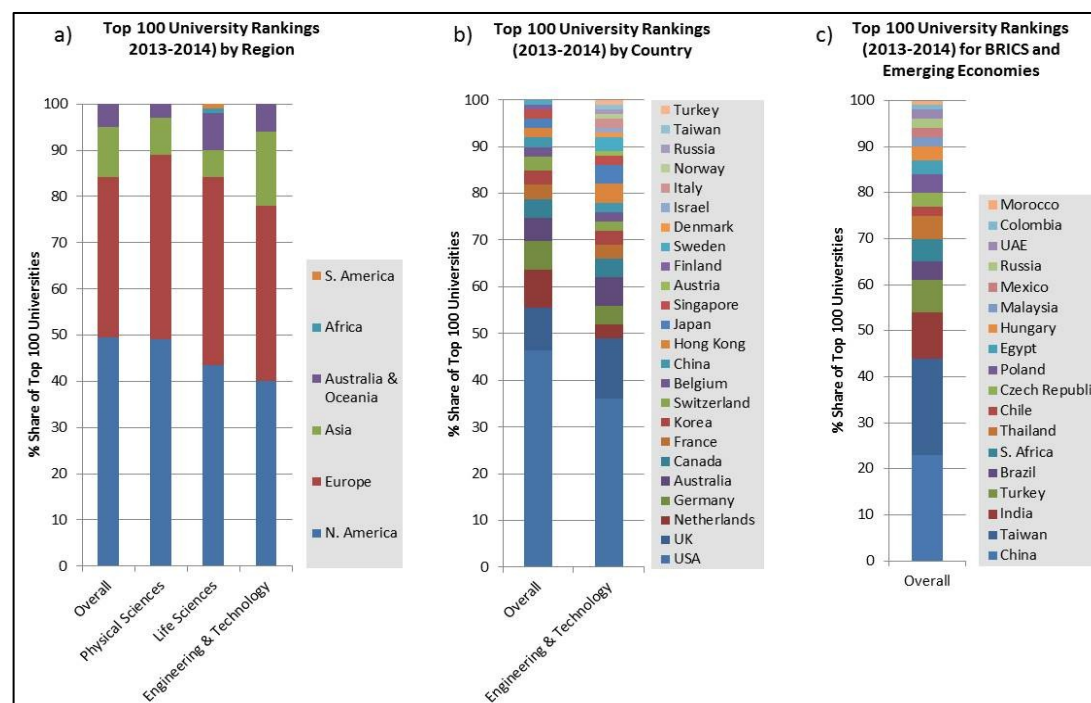 a)
Top 100 University Rankings
2013-2014) by Region
% Share of Top 100 Universities
100
90
80
70
60
50
40
30
20
10
0
Overall
Physical Sciences
Life Sciences
Engineering & Technology
S. America
Africa
Australia &
Oceania
Asia
Europe
N. America
b)
Top 100 University Rankings
(2013-2014) by Country
% Share of Top 100 Universities
100
90
80
70
60
50
40
30
20
10
0
Overall
Engineering & Technology
Turkey
Taiwan
Russia
Norway
Italy
Israel
Denmark
Sweden
Finland
Austria
Singapore
Japan
Hong Kong
China
Belgium
Switzerland
Korea
France
Canada
Australia
Germany
Netherlands
UK
USA
c)
Top 100 University Rankings
(2013-2014) for BRICS and
Emerging Economies
% Share of Top 100 Universities
100
90
80
70
60
50
40
30
20
10
0
Overall
Morocco
Colombia
UAE
Russia
Mexico
Malaysia
Hungary
Egypt
Poland
Czech Republi
Chile
Thailand
S. Africa
Brazil
Turkey
India
Taiwan
China